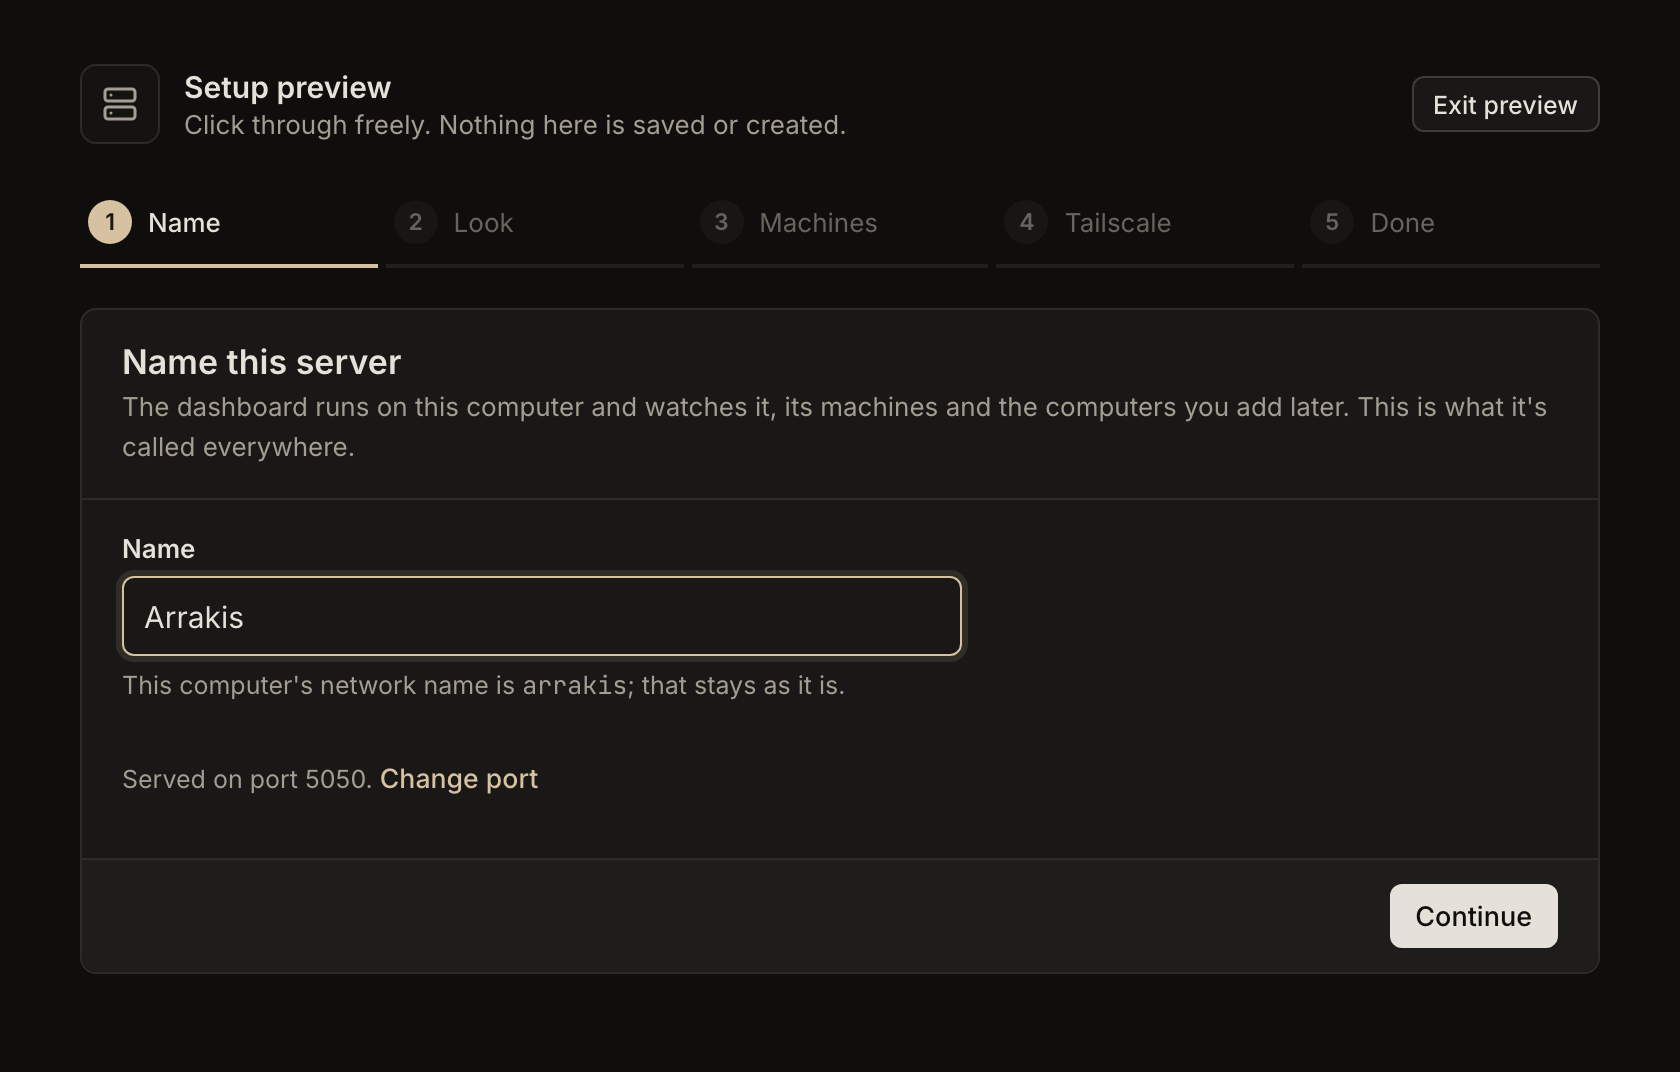 Setup preview
Click through freely. Nothing here is saved or created.
Exit preview
1 Name
2 Look
3 Machines
4 Tailscale
5 Done
Name this server
The dashboard runs on this computer and watches it, its machines and the computers you add later. This is what it's
called everywhere.
Name
Arrakis
This computer's network name is arrakis; that stays as it is.
Served on port 5050. Change port
Continue